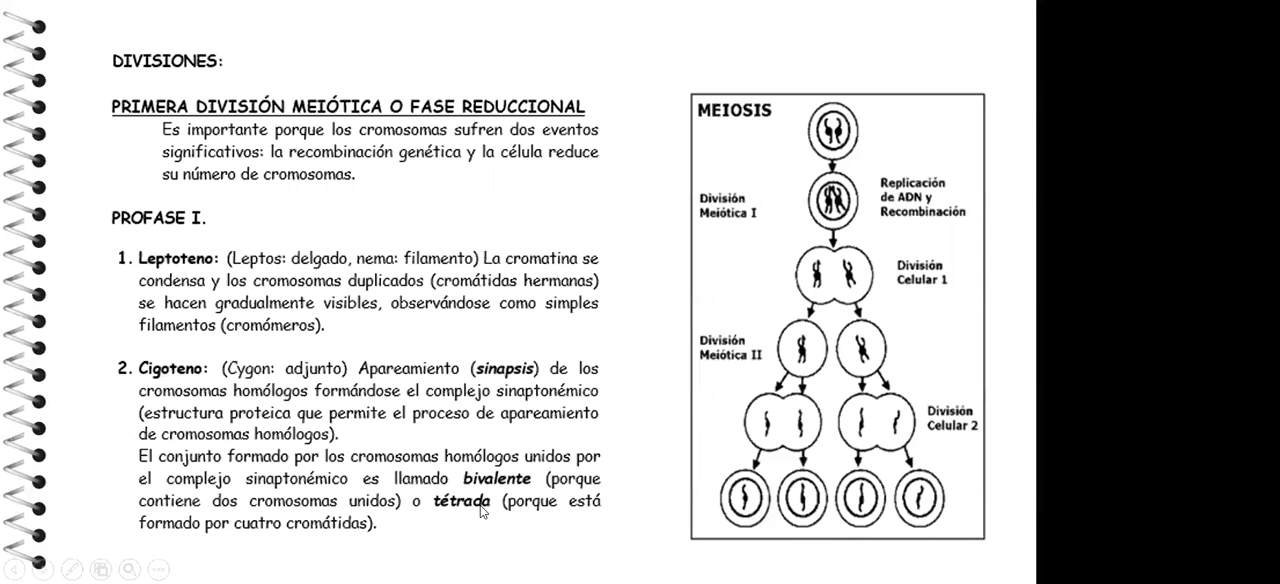 DIVISIONES:
PRIMERA DIVISIÓN MEIÓTICA O FASE REDUCCIONAL
Es importante porque los cromosomas sufren dos eventos
significativos: la recombinación genética y la célula reduce
su número de cromosomas.
PROFASE I.
1. Leptoteno: (Leptos: delgado, nema: filamento) La cromatina se
condensa y los cromosomas duplicados (cromátidas hermanas)
se hacen gradualmente visibles, observándose como simples
filamentos (cromómeros).
2. Cigoteno: (Cygon: adjunto) Apareamiento (sinapsis) de los
cromosomas homólogos formándose el complejo sinaptonémico
(estructura proteica que permite el proceso de apareamiento
de cromosomas homólogos).
El conjunto formado por los cromosomas homólogos unidos por
el complejo sinaptonémico es llamado bivalente (porque
contiene dos cromosomas unidos) o tétrada (porque está
formado por cuatro cromátidas).
MEIOSIS
División
Meiótica I
Replicación
de ADN y
Recombinación
División
Celular 1
División
Meiótica II
División
Celular 2